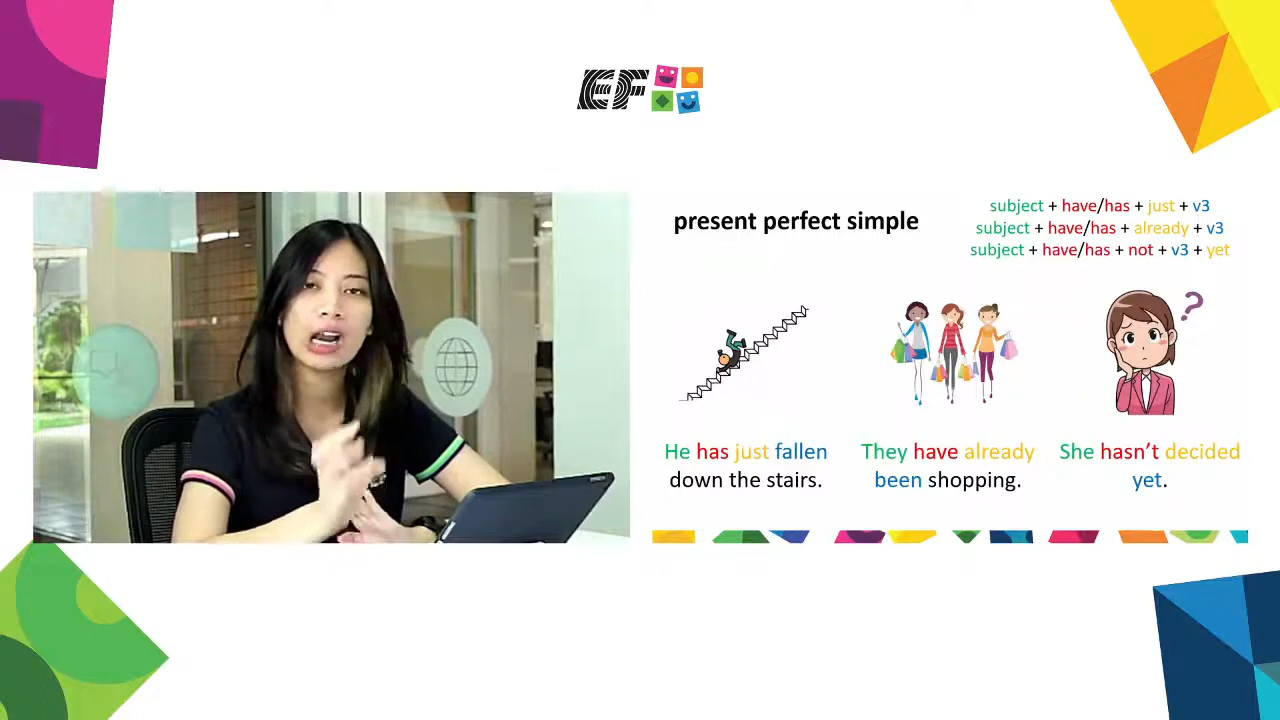 EF
present perfect simple
subject + have/has + just + v3
subject + have/has + already + v3
subject + have/has + not + v3 + yet
?
He has just fallen
down the stairs.
They have already
been shopping.
She hasn’t decided
yet.